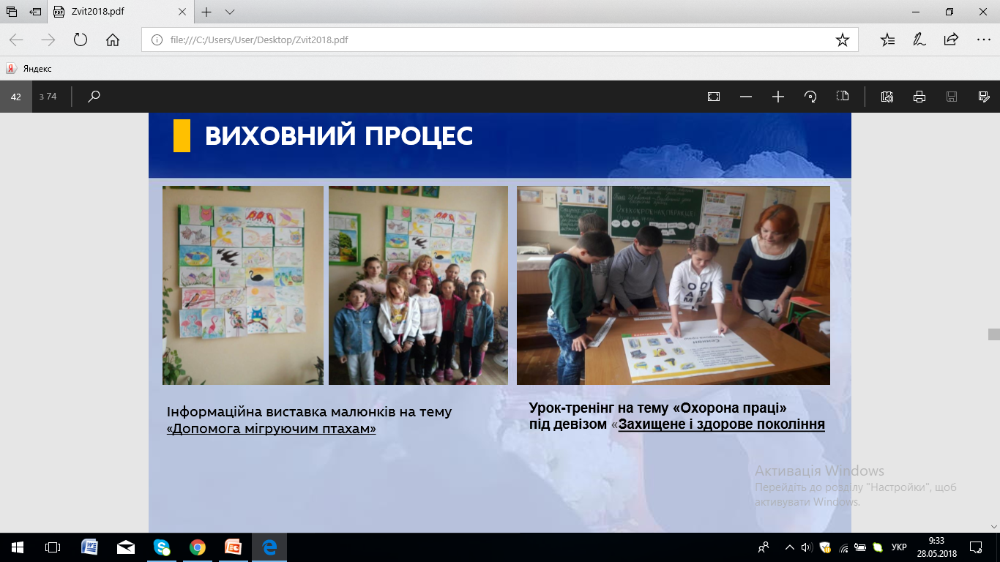 Zvit2018.pdf
file:///C:/Users/User/Desktop/Zvit2018.pdf
Яндекс
42 з 74
ВИХОВНИЙ ПРОЦЕС
Інформаційна виставка малюнків на тему
«Допомога мігруючим птахам»
Урок-тренінг на тему «Охорона праці»
під девізом «Захищене і здорове покоління
Активація Windows
Перейдіть до розділу "Настройки", щоб
активувати Windows.
УКР
9:33
28.05.2018